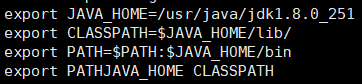 export JAVA_HOME=/usr/java/jdk1.8.0_251
export CLASSPATH=$JAVA_HOME/lib/
export PATH=$PATH:$JAVA_HOME/bin
export PATHJAVA_HOME CLASSPATH